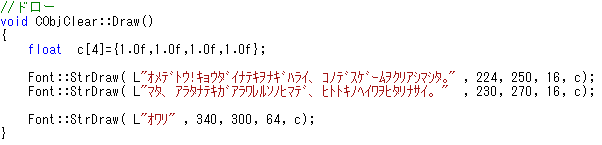 //ドロー
void CObjClear::Draw()
{
float c[4]={1.0f,1.0f,1.0f,1.0f};
Font::StrDraw( L"ｵﾒﾃﾞﾄｳ!ｷｮｳﾀﾞｲﾅﾃｷｦﾅｷﾞﾊﾗｲ、ｺﾉﾃﾞｽｹﾞｰﾑｦｸﾘｱｼﾏｼﾀ。" , 224, 250, 16, c);
Font::StrDraw( L"ﾏﾀ、ｱﾗﾀﾅﾃｷｶﾞｱﾗﾜﾚﾙｿﾉﾋﾏﾃﾞ、ﾋﾄﾄｷﾉﾍｲﾜｦﾋﾀﾘﾅｻｲ。 " , 230, 270, 16, c);
Font::StrDraw( L"ｵﾜﾘ" , 340, 300, 64, c);
}